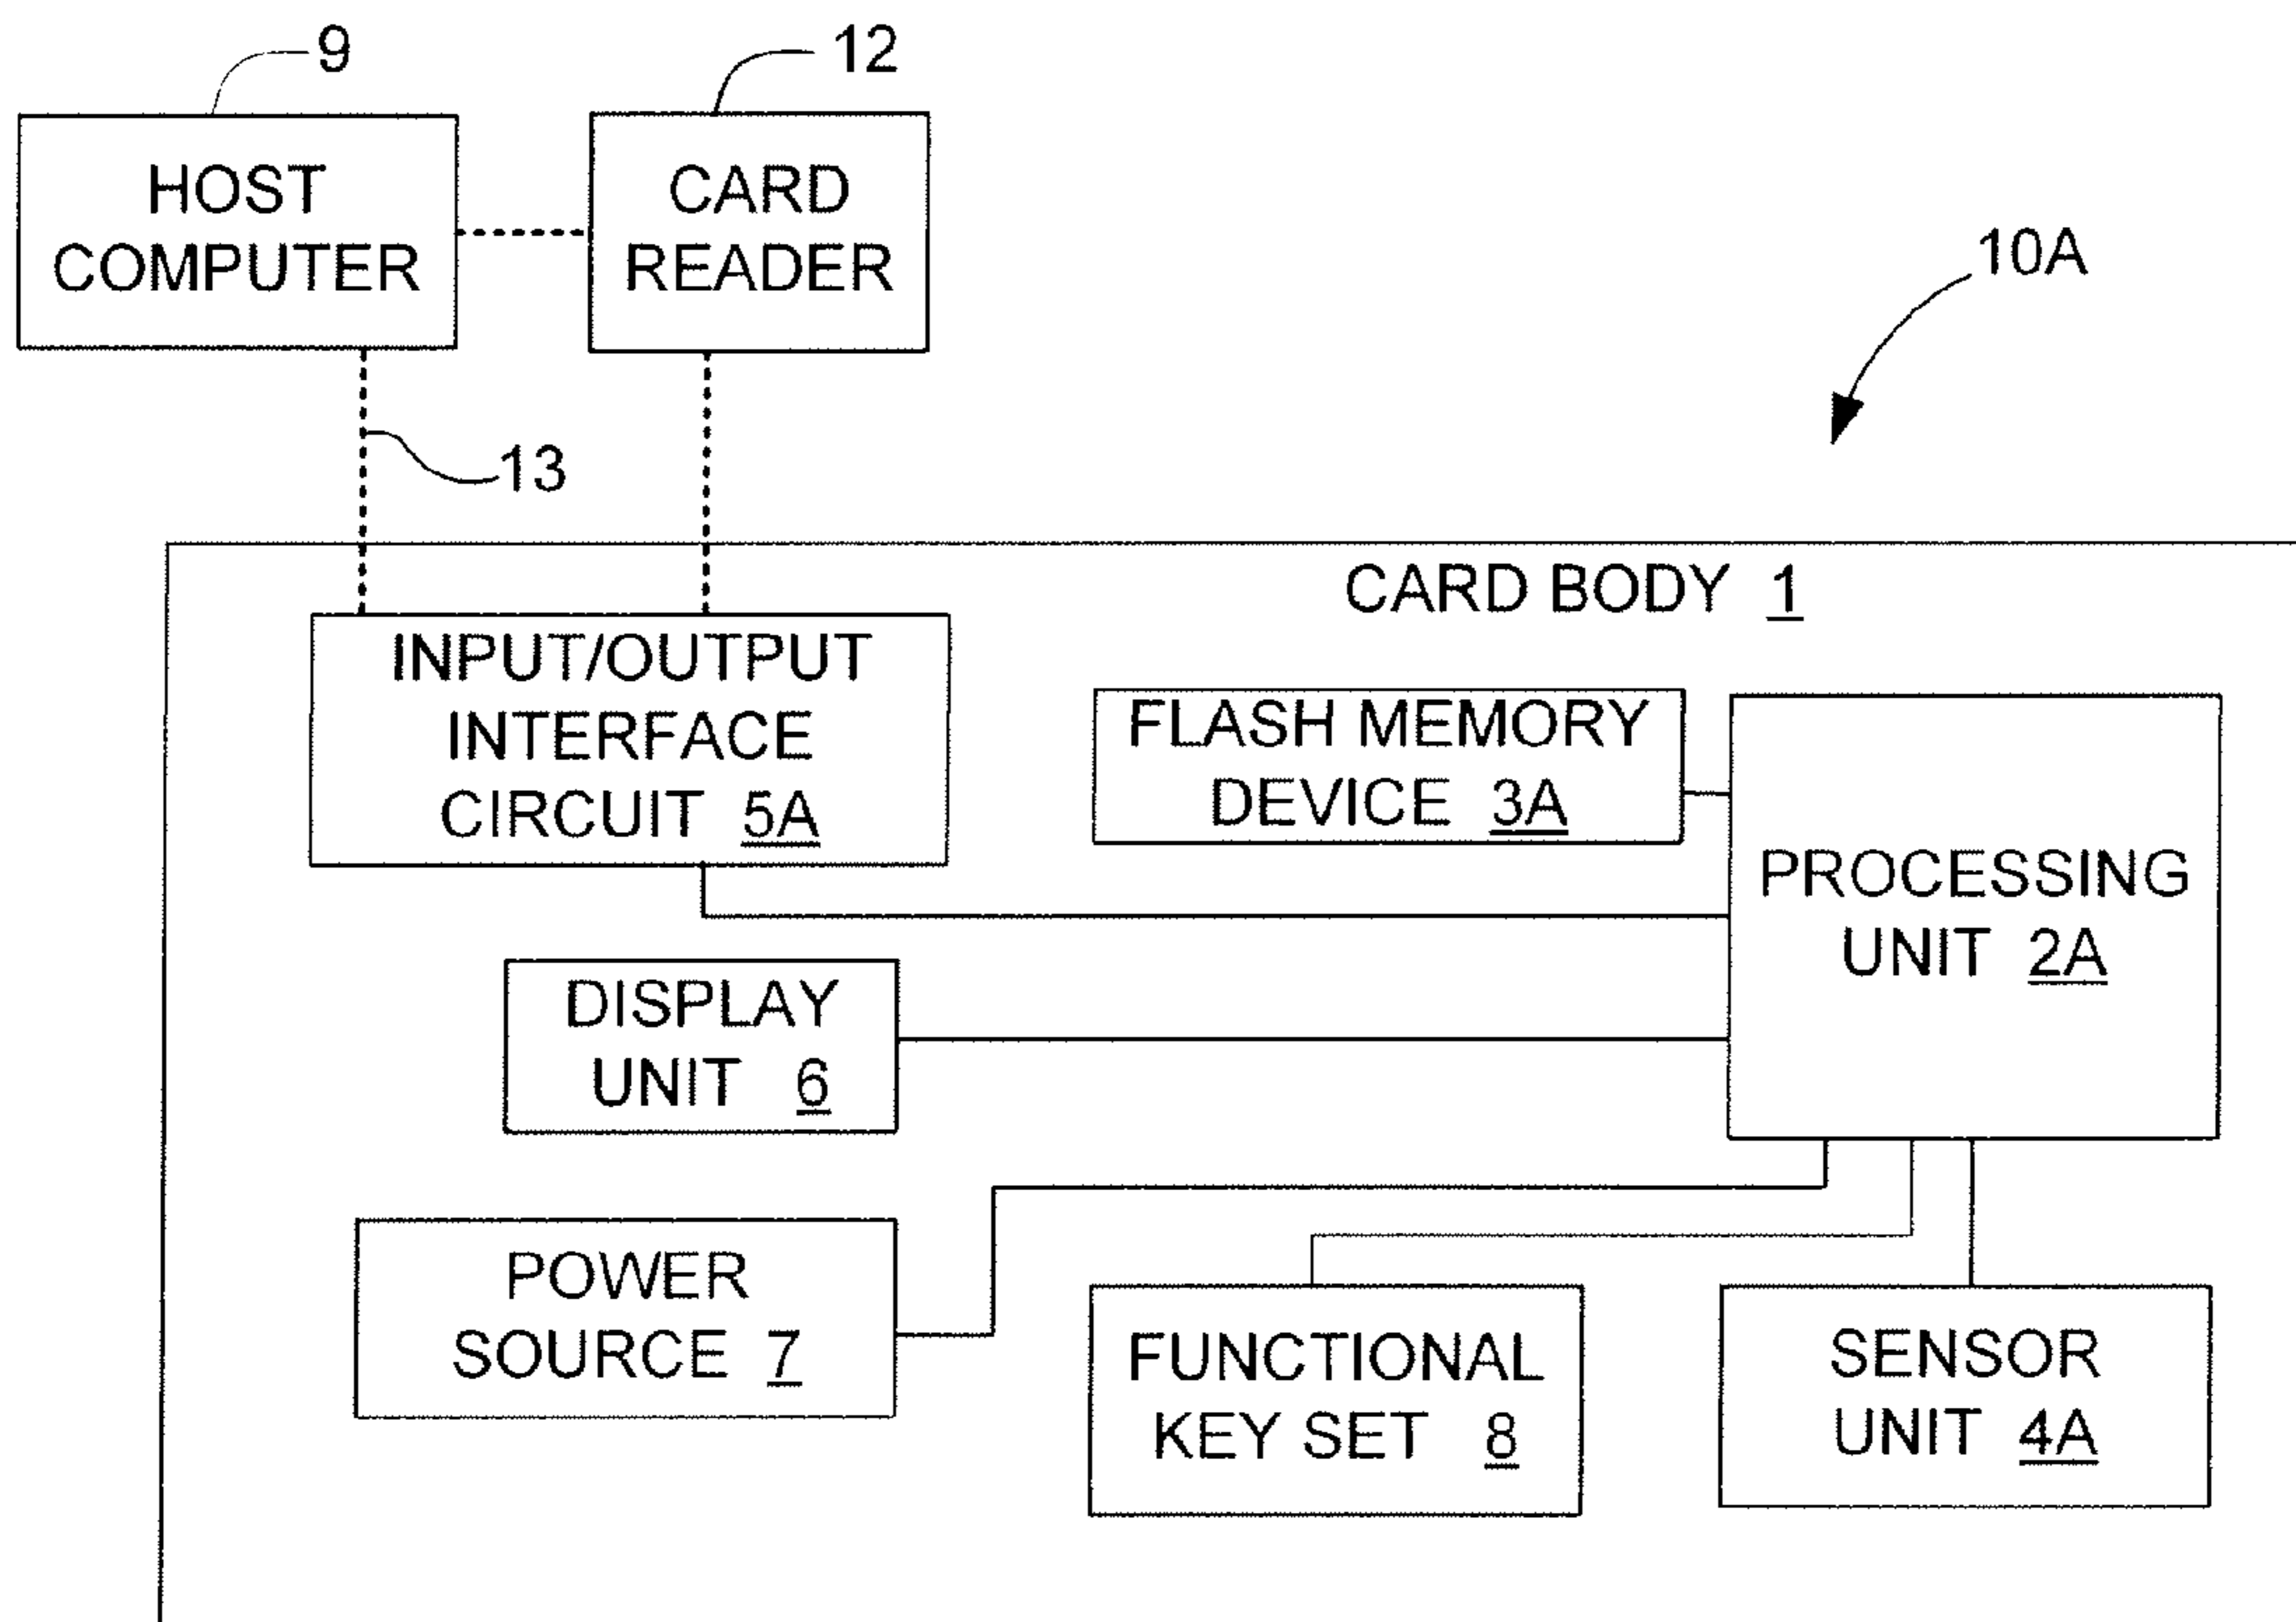 9
12
HOST
COMPUTER
CARD
READER
10A
13
CARD BODY 1
INPUT/OUTPUT
INTERFACE
CIRCUIT 5A
FLASH MEMORY
DEVICE 3A
PROCESSING
UNIT 2A
DISPLAY
UNIT 6
POWER
SOURCE 7
FUNCTIONAL
KEY SET 8
SENSOR
UNIT 4A